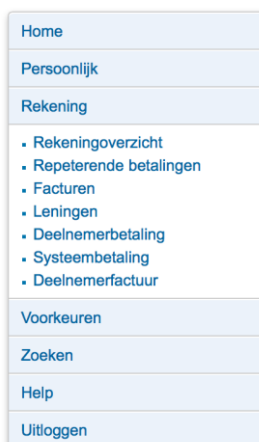 Home
Persoonlijk
Rekening
Rekeningoverzicht
Repeterende betalingen
Facturen
Leningen
Deelnemerbetaling
Systeembetaling
Deelnemerfactuur
Voorkeuren
Zoeken
Help
Uitloggen